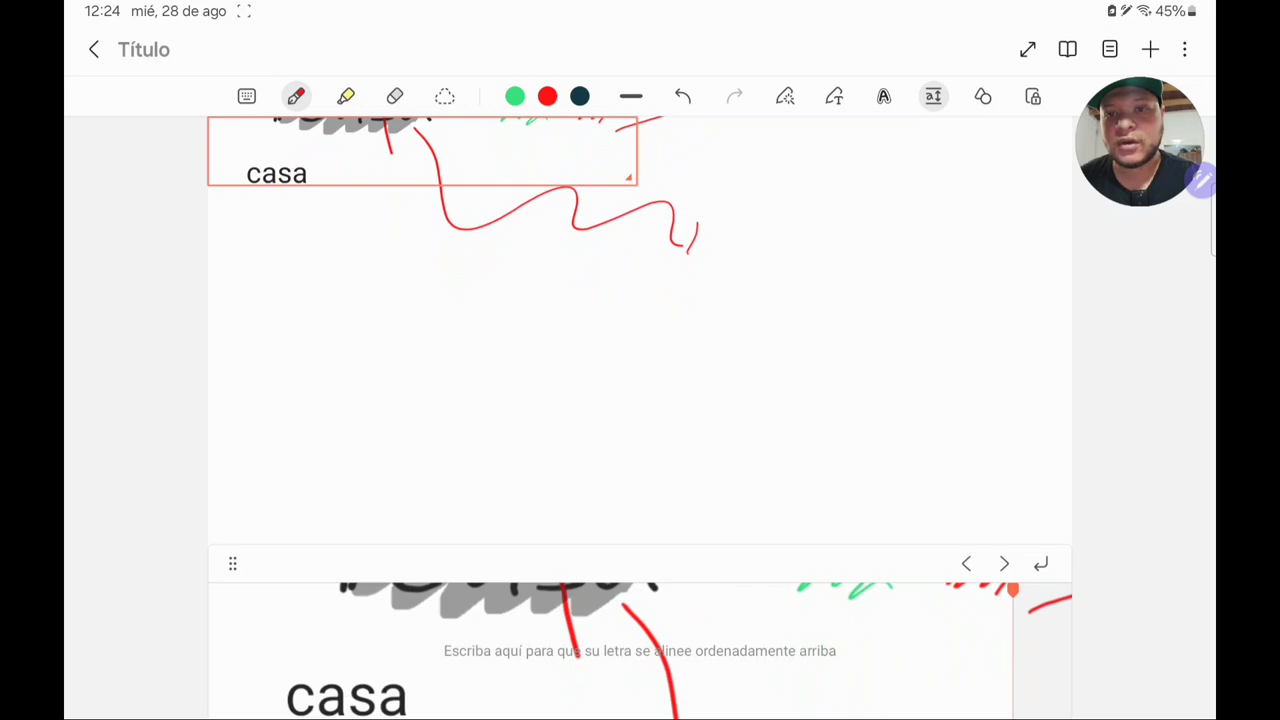 12:24 mié, 28 de ago 45%
Título
casa
Escriba aquí para que su letra se alinee ordenadamente arriba
casa